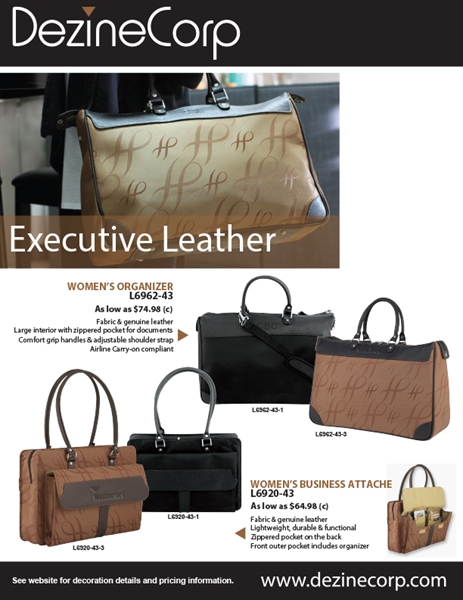 DezineCorp
Executive Leather
WOMEN'S ORGANIZER
L6962-43
As low as $74.98 (c)
Fabric & genuine leather
Large interior with zippered pocket for documents
Comfort grip handles & adjustable shoulder strap
Airline Carry-on compliant
L6962-43-1
L6962-43-3
L6920-43-1
L6920-43-3
WOMEN'S BUSINESS ATTACHE
L6920-43
As low as $64.98 (c)
Fabric & genuine leather
Lightweight, durable & functional
Zippered pocket on the back
Front outer pocket includes organizer
See website for decoration details and pricing information.
www.dezinecorp.com